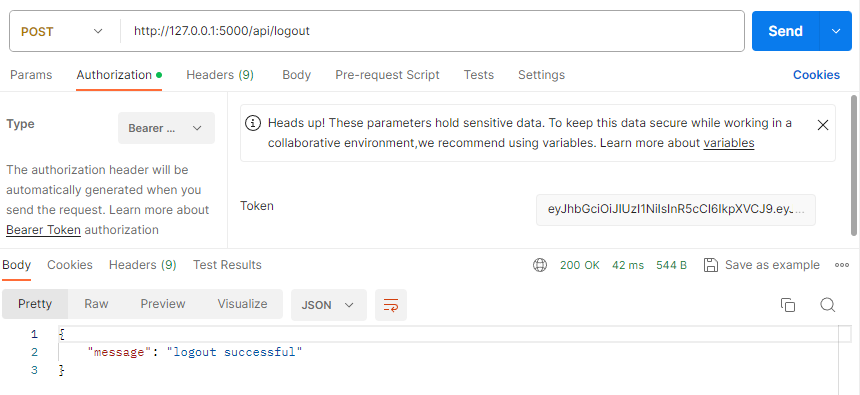 POST http://127.0.0.1:5000/api/logout Send
Params Authorization Headers (9) Body Pre-request Script Tests Settings Cookies
Type Bearer ...
The authorization header will be
automatically generated when you
send the request. Learn more about
Bearer Token authorization
Heads up! These parameters hold sensitive data. To keep this data secure while working in a
collaborative environment,we recommend using variables. Learn more about variables
Token eyJhbGciOiJIUzI1NiIsInR5cCI6IkpXVCJ9.eyJ...
Body Cookies Headers (9) Test Results 200 OK 42 ms 544 B Save as example
Pretty Raw Preview Visualize JSON
1 {
2 "message": "logout successful"
3 }